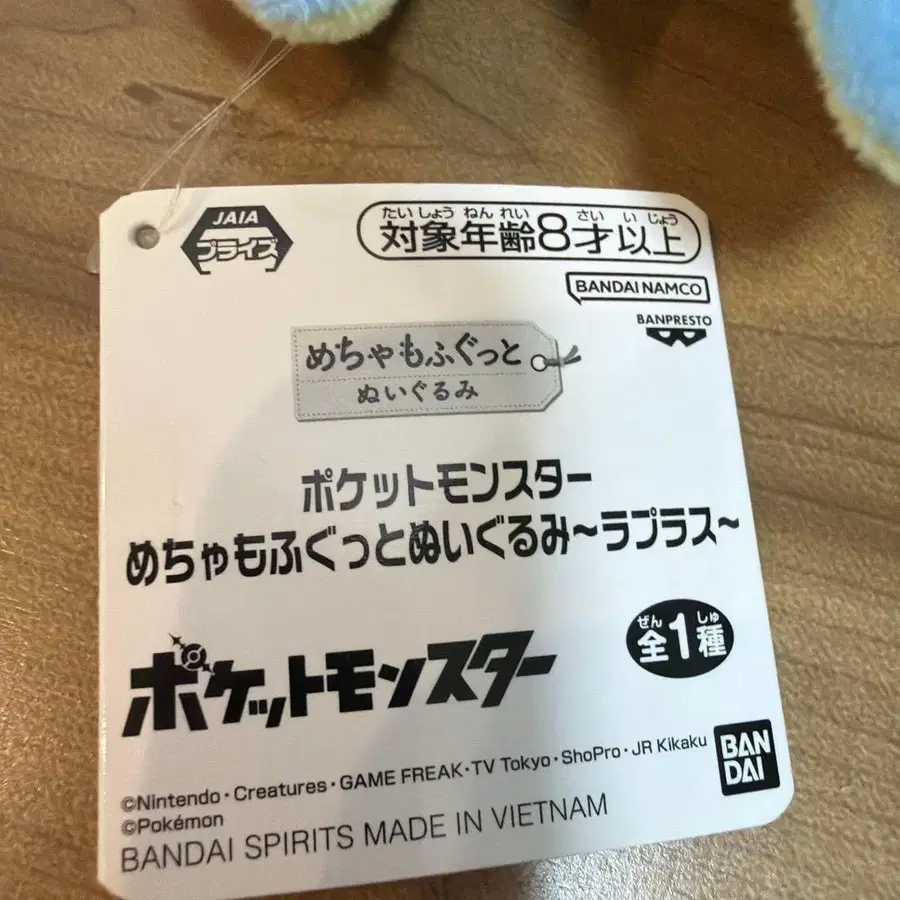 JAIA
プライズ
たいしょうねんれい さいいじょう
対象年齢8才以上
BANDAI NAMCO
BANPRESTO
めちゃもふぐっと
ぬいぐるみ
ポケットモンスター
めちゃもふぐっとぬいぐるみ~ラプラス~
ぜん しゅ
全1種
ポケットモンスター
©Nintendo・Creatures・GAME FREAK・TV Tokyo・ShoPro・JR Kikaku
©Pokémon
BAN
DAI
BANDAI SPIRITS MADE IN VIETNAM